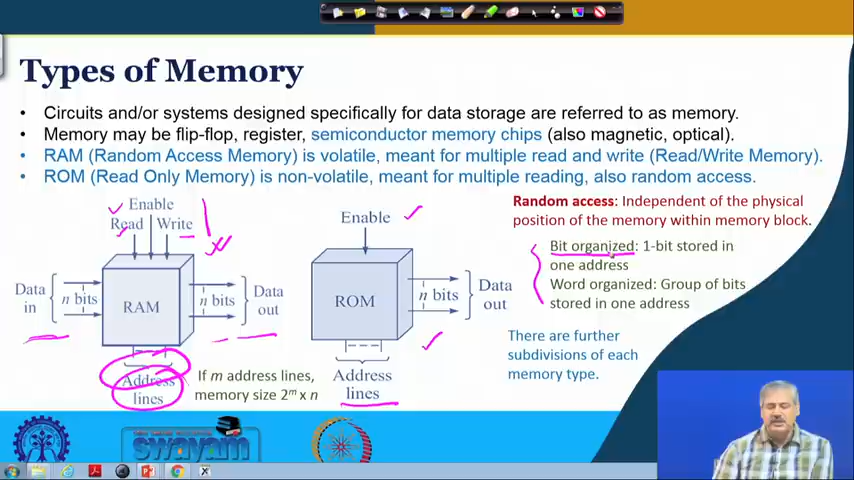 Types of Memory
• Circuits and/or systems designed specifically for data storage are referred to as memory.
• Memory may be flip-flop, register, semiconductor memory chips (also magnetic, optical).
• RAM (Random Access Memory) is volatile, meant for multiple read and write (Read/Write Memory).
• ROM (Read Only Memory) is non-volatile, meant for multiple reading, also random access.
Enable
Read Write
Data in
n bits
RAM
n bits
Data out
Address lines
If m address lines,
memory size 2^m x n
Enable
ROM
n bits
Data out
Address lines
Random access: Independent of the physical
position of the memory within memory block.
Bit organized: 1-bit stored in
one address
Word organized: Group of bits
stored in one address
There are further
subdivisions of each
memory type.
swayam